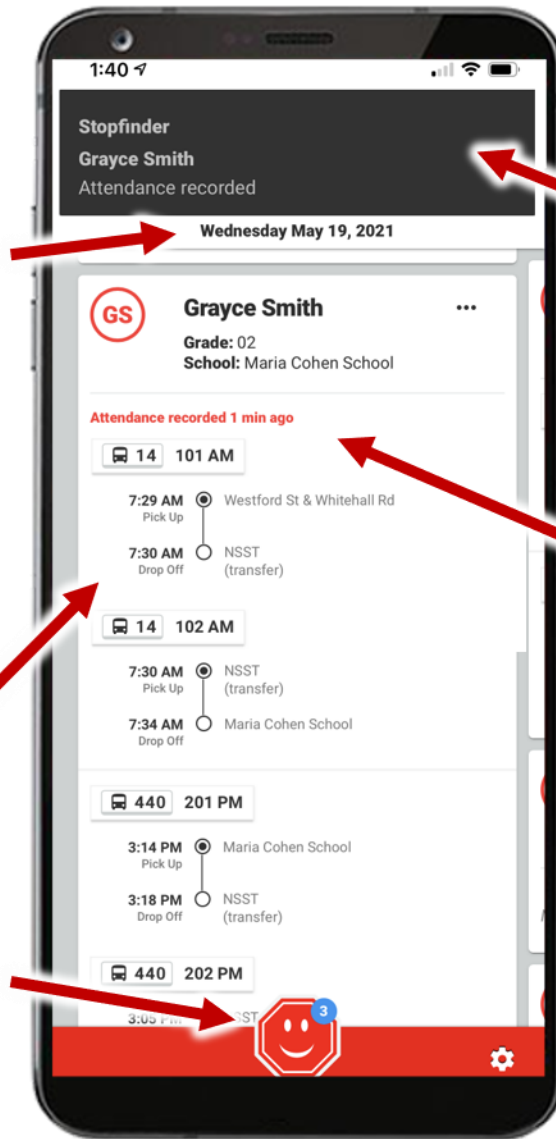 1:40
Stopfinder
Grayce Smith
Attendance recorded
Wednesday May 19, 2021
GS
Grayce Smith
Grade: 02
School: Maria Cohen School
Attendance recorded 1 min ago
14 101 AM
7:29 AM Westford St & Whitehall Rd
Pick Up
7:30 AM NSST
Drop Off (transfer)
14 102 AM
7:30 AM NSST
Pick Up (transfer)
7:34 AM Maria Cohen School
Drop Off
440 201 PM
3:14 PM Maria Cohen School
Pick Up
3:18 PM NSST
Drop Off (transfer)
440 202 PM
3:05
3